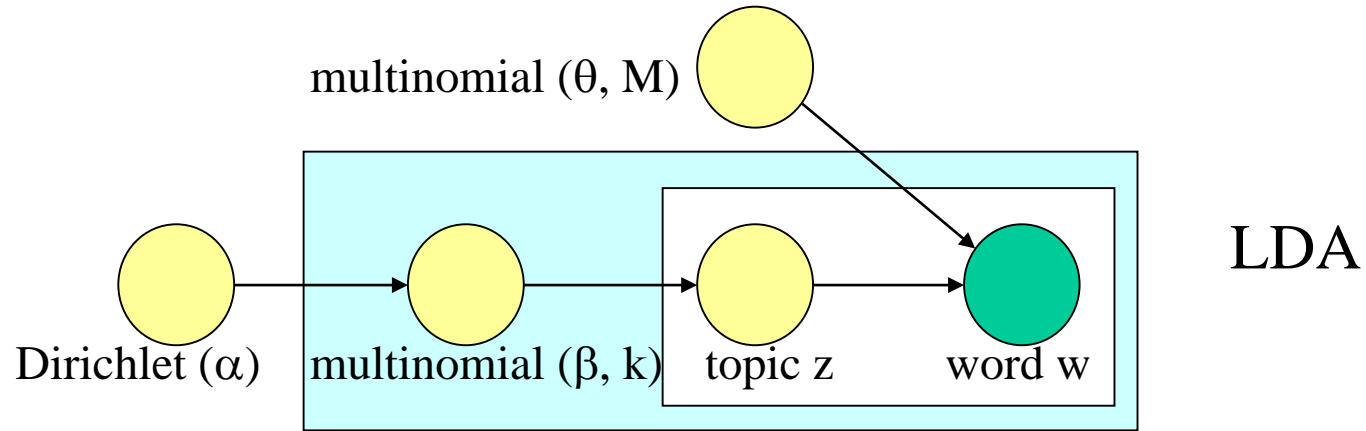 multinomial (θ, M)
LDA
Dirichlet (α)
multinomial (β, k)
topic z
word w